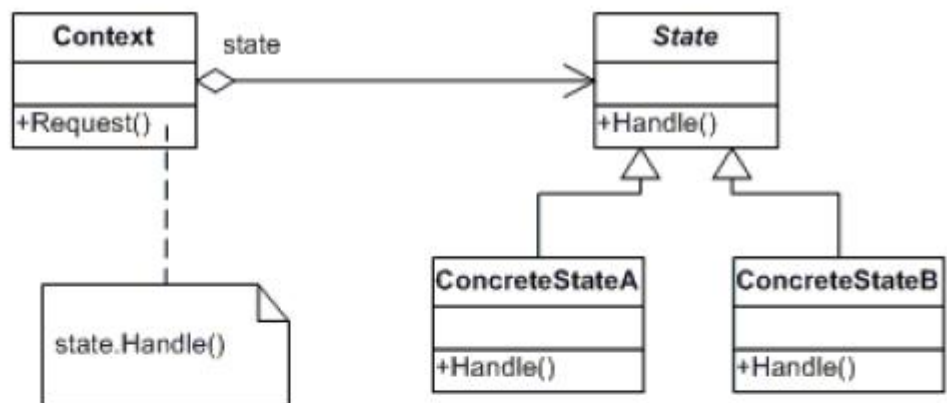 Context
state
State
+Request()
+Handle()
ConcreteStateA
ConcreteStateB
state.Handle()
+Handle()
+Handle()